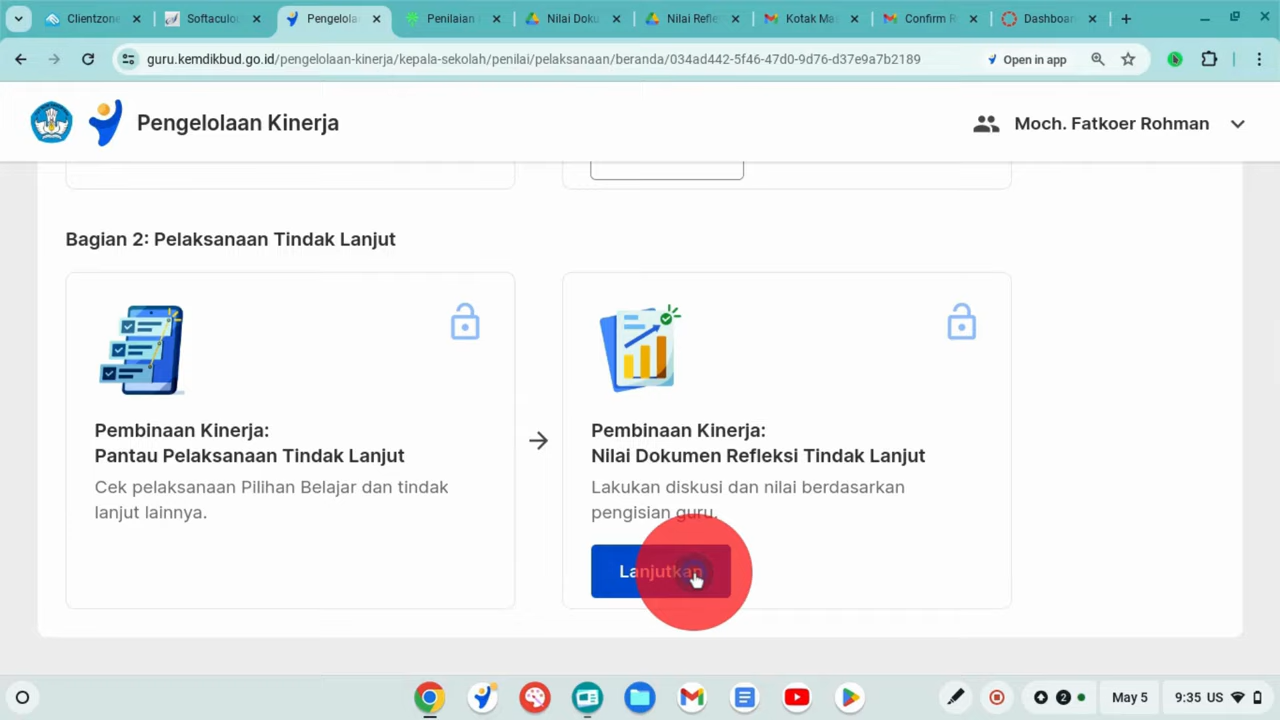 Clientzone
Softaculou
Pengelola
Penilaian
Nilai Doku
Nilai Refle
Kotak Ma
Confirm R
Dashboar
guru.kemdikbud.go.id/pengelolaan-kinerja/kepala-sekolah/penilai/pelaksanaan/beranda/034ad442-5f46-47d0-9d76-d37e9a7b2189
Open in app
Pengelolaan Kinerja
Moch. Fatkoer Rohman
Bagian 2: Pelaksanaan Tindak Lanjut
Pembinaan Kinerja:
Pantau Pelaksanaan Tindak Lanjut
Cek pelaksanaan Pilihan Belajar dan tindak
lanjut lainnya.
Pembinaan Kinerja:
Nilai Dokumen Refleksi Tindak Lanjut
Lakukan diskusi dan nilai berdasarkan
pengisian guru.
Lanjutkan
2
May 5
9:35 US